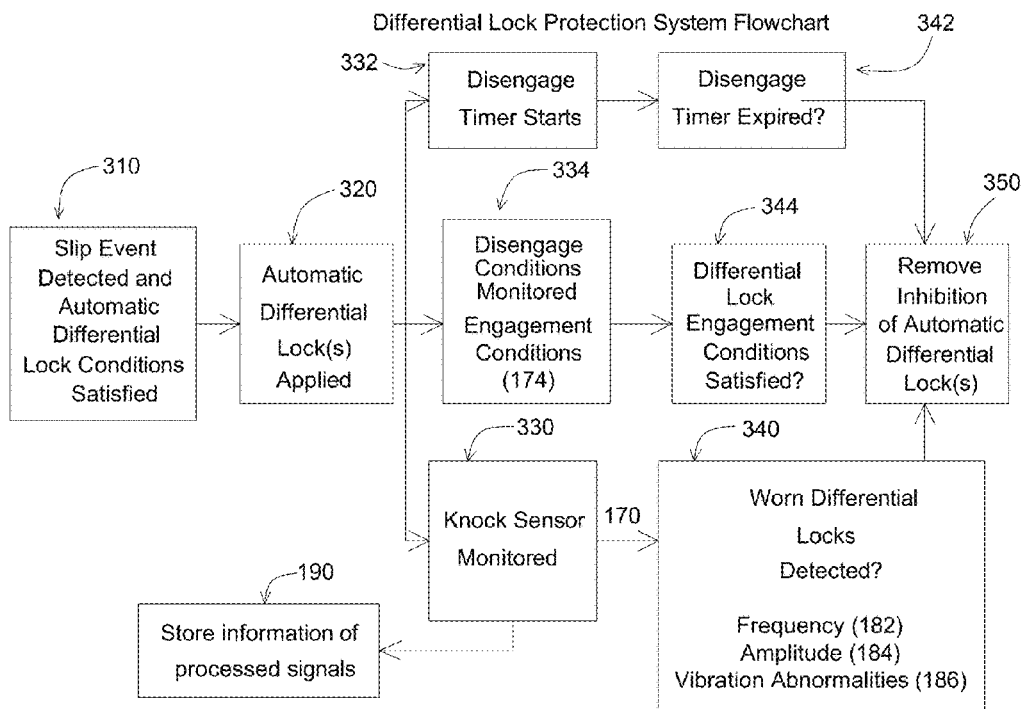 Differential Lock Protection System Flowchart
332
Disengage
Timer Starts
342
Disengage
Timer Expired?
310
Slip Event
Detected and
Automatic
Differential
Lock Conditions
Satisfied
320
Automatic
Differential
Lock(s)
Applied
334
Disengage
Conditions
Monitored
Engagement
Conditions
(174)
344
Differential
Lock
Engagement
Conditions
Satisfied?
350
Remove
Inhibition
of Automatic
Differential
Lock(s)
330
Knock Sensor
Monitored
170
340
Worn Differential
Locks
Detected?
Frequency (182)
Amplitude (184)
Vibration Abnormalities (186)
190
Store information of
processed signals